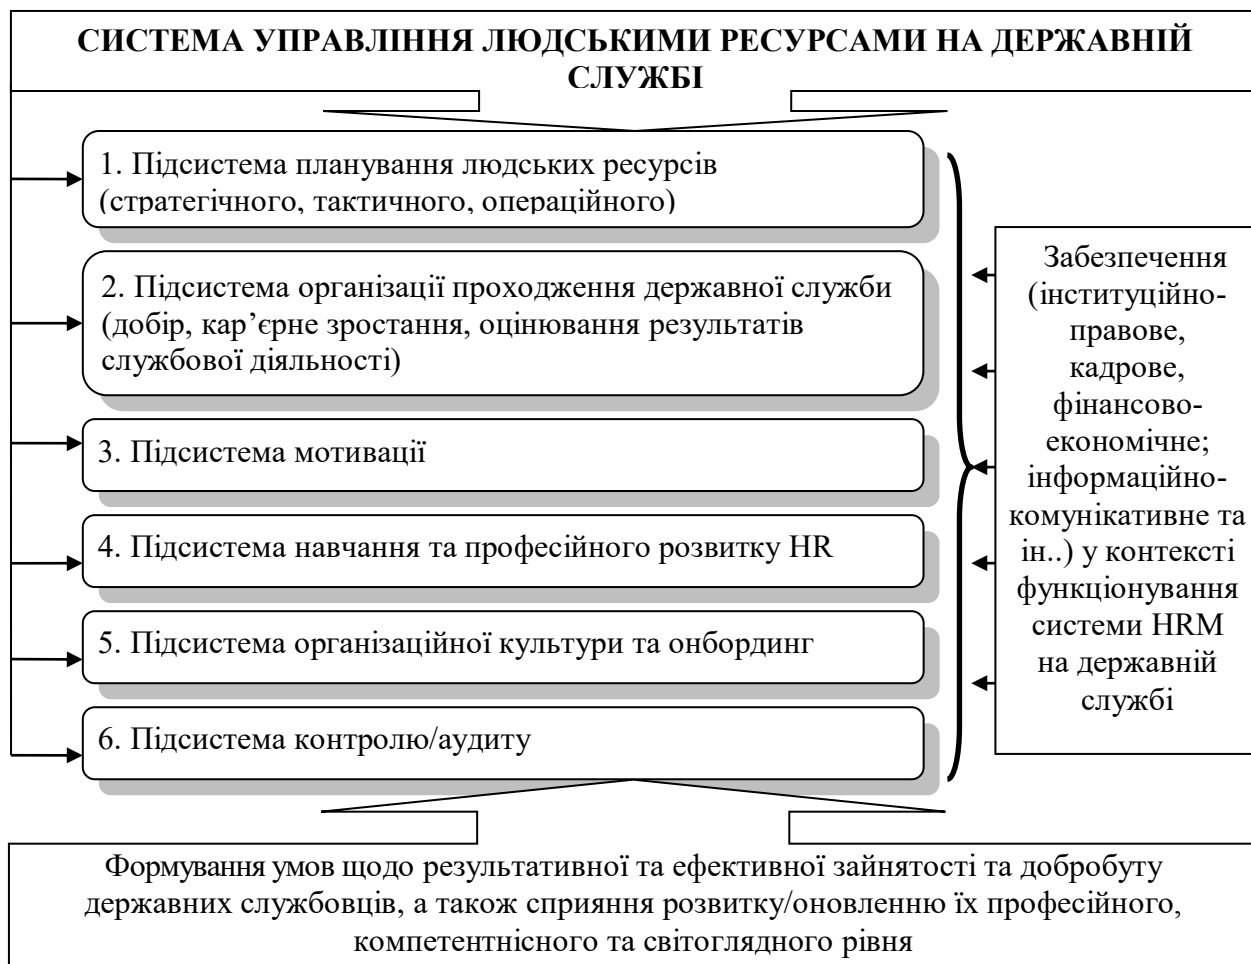 СИСТЕМА УПРАВЛІННЯ ЛЮДСЬКИМИ РЕСУРСАМИ НА ДЕРЖАВНІЙ
СЛУЖБІ
1. Підсистема планування людських ресурсів
(стратегічного, тактичного, операційного)
2. Підсистема організації проходження державної служби
(добір, кар’єрне зростання, оцінювання результатів
службової діяльності)
3. Підсистема мотивації
4. Підсистема навчання та професійного розвитку HR
5. Підсистема організаційної культури та онбординг
6. Підсистема контролю/аудиту
Забезпечення
(інституційно-
правове,
кадрове,
фінансово-
економічне;
інформаційно-
комунікативне та
ін..) у контексті
функціонування
системи HRM
на державній
службі
Формування умов щодо результативної та ефективної зайнятості та добробуту
державних службовців, а також сприяння розвитку/оновленню їх професійного,
компетентнісного та світоглядного рівня